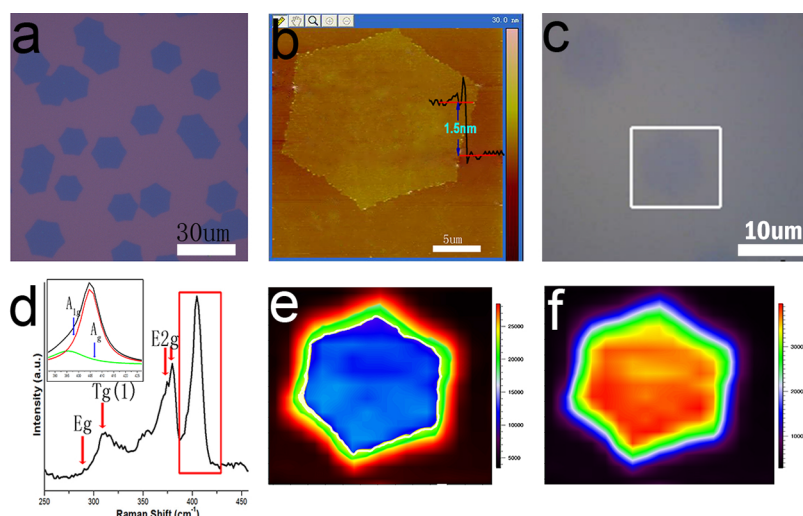 a
30um
b
30.0 nm
1.5nm
5um
c
10um
d
A1g
Ag
E2g
Tg(1)
Eg
Intensity (a.u.)
250 300 350 400 450
Raman Shift (cm-1)
e
25000
20000
15000
10000
5000
f
4000
3000
2000
1000